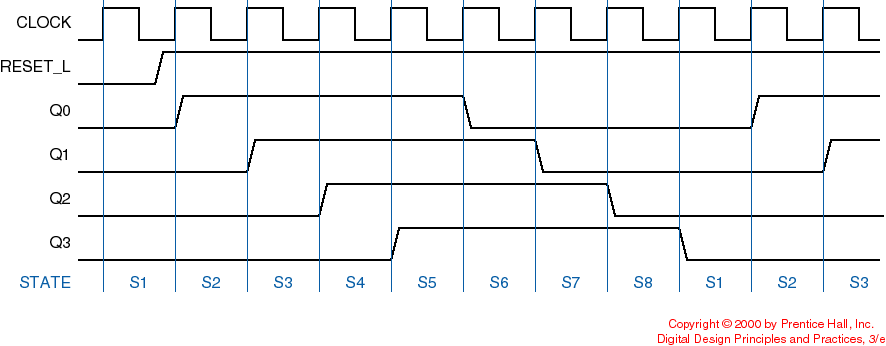 CLOCK
RESET_L
Q0
Q1
Q2
Q3
STATE S1 S2 S3 S4 S5 S6 S7 S8 S1 S2 S3
Copyright © 2000 by Prentice Hall, Inc.
Digital Design Principles and Practices, 3/e